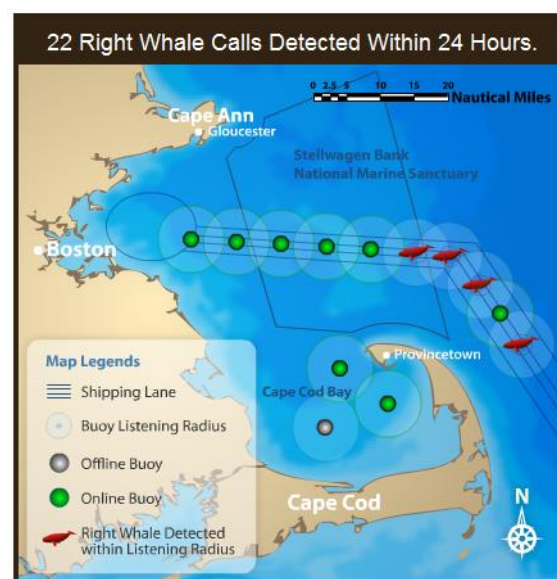 22 Right Whale Calls Detected Within 24 Hours.
0 2.5 5 10 15 20
Nautical Miles
Cape Ann
Gloucester
Stellwagen Bank
National Marine Sanctuary
Boston
Provincetown
Cape Cod Bay
Map Legends
Shipping Lane
Buoy Listening Radius
Offline Buoy
Online Buoy
Right Whale Detected
within Listening Radius
Cape Cod
N